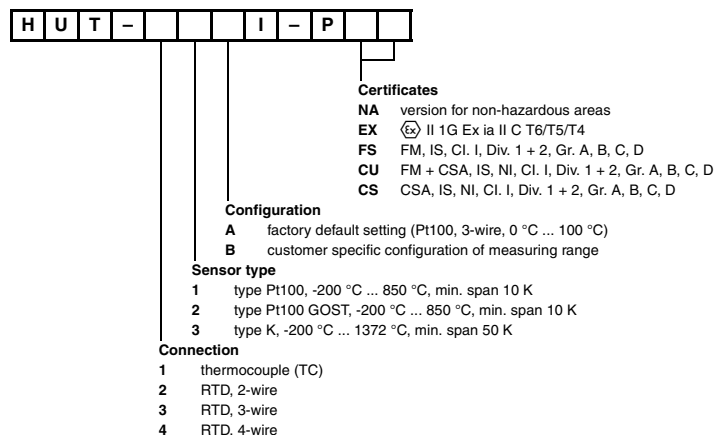 HUT– I–P
Certificates
NA version for non-hazardous areas
EX Ex II 1G Ex ia II C T6/T5/T4
FS FM, IS, Cl. I, Div. 1 + 2, Gr. A, B, C, D
CU FM + CSA, IS, NI, Cl. I, Div. 1 + 2, Gr. A, B, C, D
CS CSA, IS, NI, Cl. I, Div. 1 + 2, Gr. A, B, C, D
Configuration
A factory default setting (Pt100, 3-wire, 0 °C ... 100 °C)
B customer specific configuration of measuring range
Sensor type
1 type Pt100, -200 °C ... 850 °C, min. span 10 K
2 type Pt100 GOST, -200 °C ... 850 °C, min. span 10 K
3 type K, -200 °C ... 1372 °C, min. span 50 K
Connection
1 thermocouple (TC)
2 RTD, 2-wire
3 RTD, 3-wire
4 RTD, 4-wire